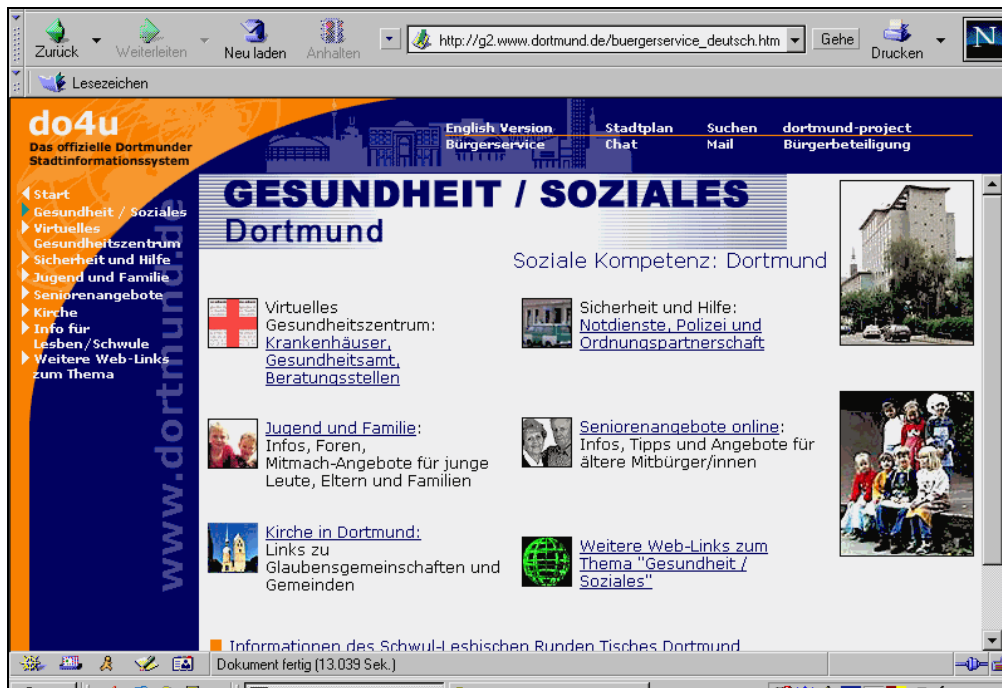 Zurück Weiterleiten Neu laden Anhalten http://g2.www.dortmund.de/buergerservice_deutsch.htm Gehe Drucken N
Lesezeichen
do4u
Das offizielle Dortmunder
Stadtinformationssystem
English Version Stadtplan Suchen dortmund-project
Bürgerservice Chat Mail Bürgerbeteiligung
Start
Gesundheit / Soziales
Virtuelles
Gesundheitszentrum
Sicherheit und Hilfe
Jugend und Familie
Seniorenangebote
Kirche
Info für
Lesben/Schwule
Weitere Web-Links
zum Thema
www.dortmund.de
GESUNDHEIT / SOZIALES
Dortmund
Soziale Kompetenz: Dortmund
Virtuelles
Gesundheitszentrum:
Krankenhäuser,
Gesundheitsamt,
Beratungsstellen
Sicherheit und Hilfe:
Notdienste, Polizei und
Ordnungspartnerschaft
Jugend und Familie:
Infos, Foren,
Mitmach-Angebote für junge
Leute, Eltern und Familien
Seniorenangebote online:
Infos, Tipps und Angebote für
ältere Mitbürger/innen
Kirche in Dortmund:
Links zu
Glaubensgemeinschaften und
Gemeinden
Weitere Web-Links zum
Thema "Gesundheit /
Soziales"
Informationen des Schwul-Lesbischen Runden Tisches Dortmund
Dokument fertig (13.039 Sek.)